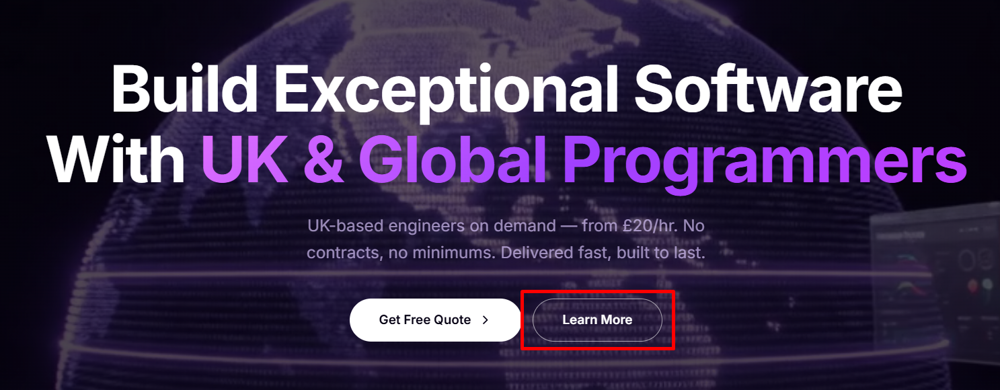 Build Exceptional Software
With UK & Global Programmers
UK-based engineers on demand — from £20/hr. No
contracts, no minimums. Delivered fast, built to last.
Get Free Quote
Learn More